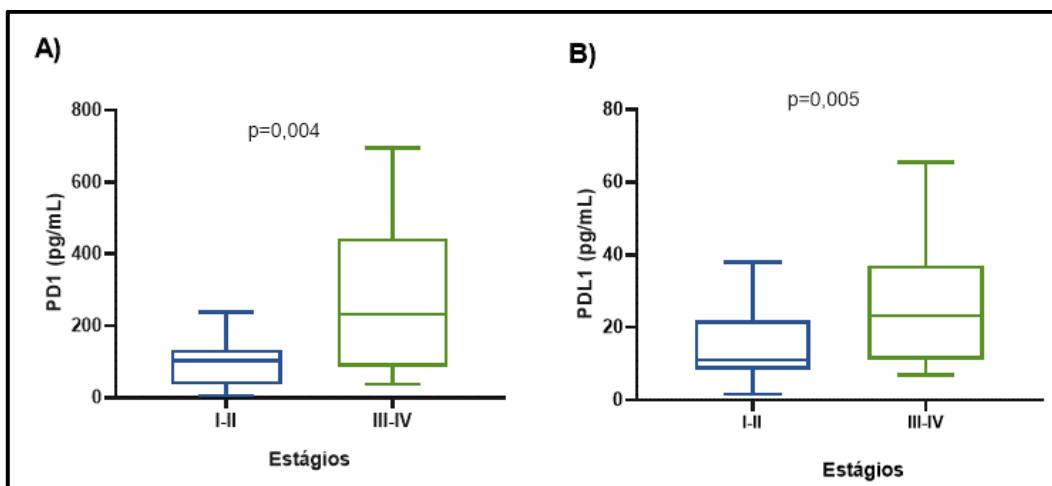 A)
p=0,004
800
600
400
200
0
PD1 (pg/mL)
I-II
III-IV
Estágios
B)
p=0,005
80
60
40
20
0
PDL1 (pg/mL)
I-II
III-IV
Estágios